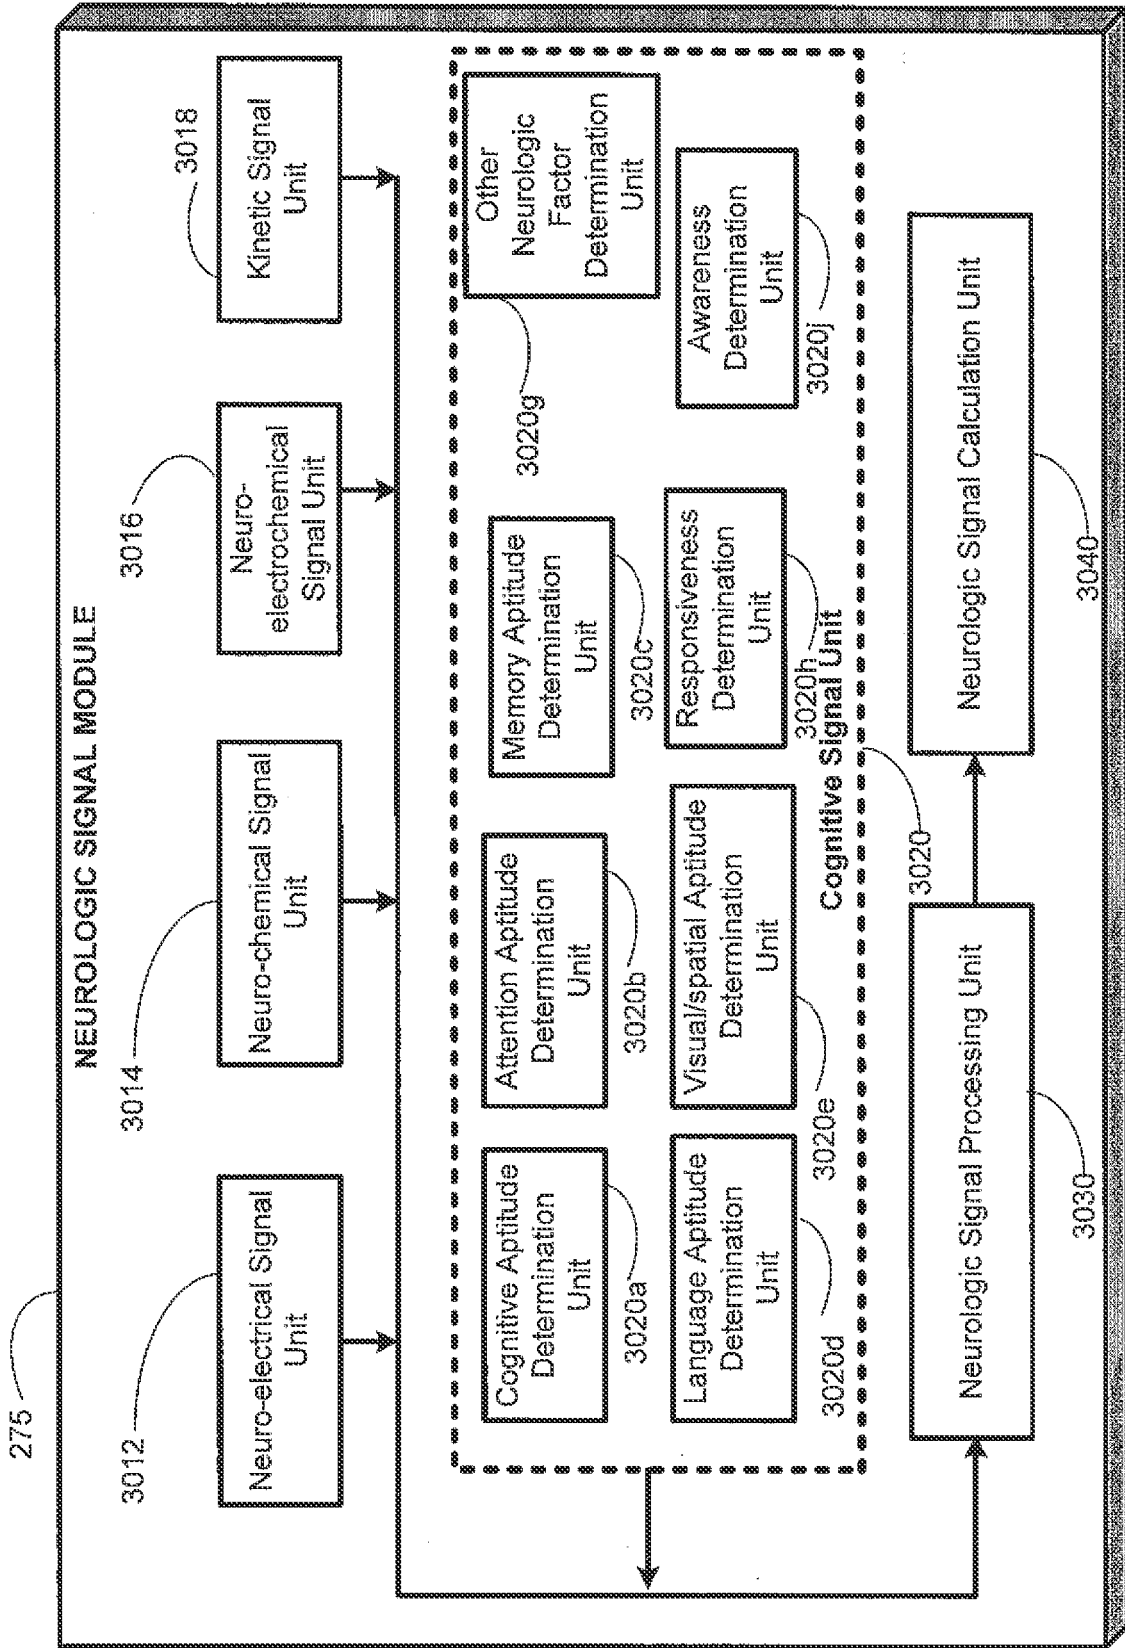 275
NEUROLOGIC SIGNAL MODULE
3012
3014
3016
3018
Neuro-electrical Signal
Unit
Neuro-chemical Signal
Unit
Neuro-
electrochemical
Signal Unit
Kinetic Signal
Unit
Cognitive Aptitude
Determination
Unit
3020a
Attention Aptitude
Determination
Unit
3020b
Memory Aptitude
Determination
Unit
3020c
Other
Neurologic
Factor
Determination
Unit
3020g
Language Aptitude
Determination
Unit
3020d
Visual/spatial Aptitude
Determination
Unit
3020e
Responsiveness
Determination
Unit
3020h
Awareness
Determination
Unit
3020j
Cognitive Signal Unit
3020
Neurologic Signal Processing Unit
3030
Neurologic Signal Calculation Unit
3040